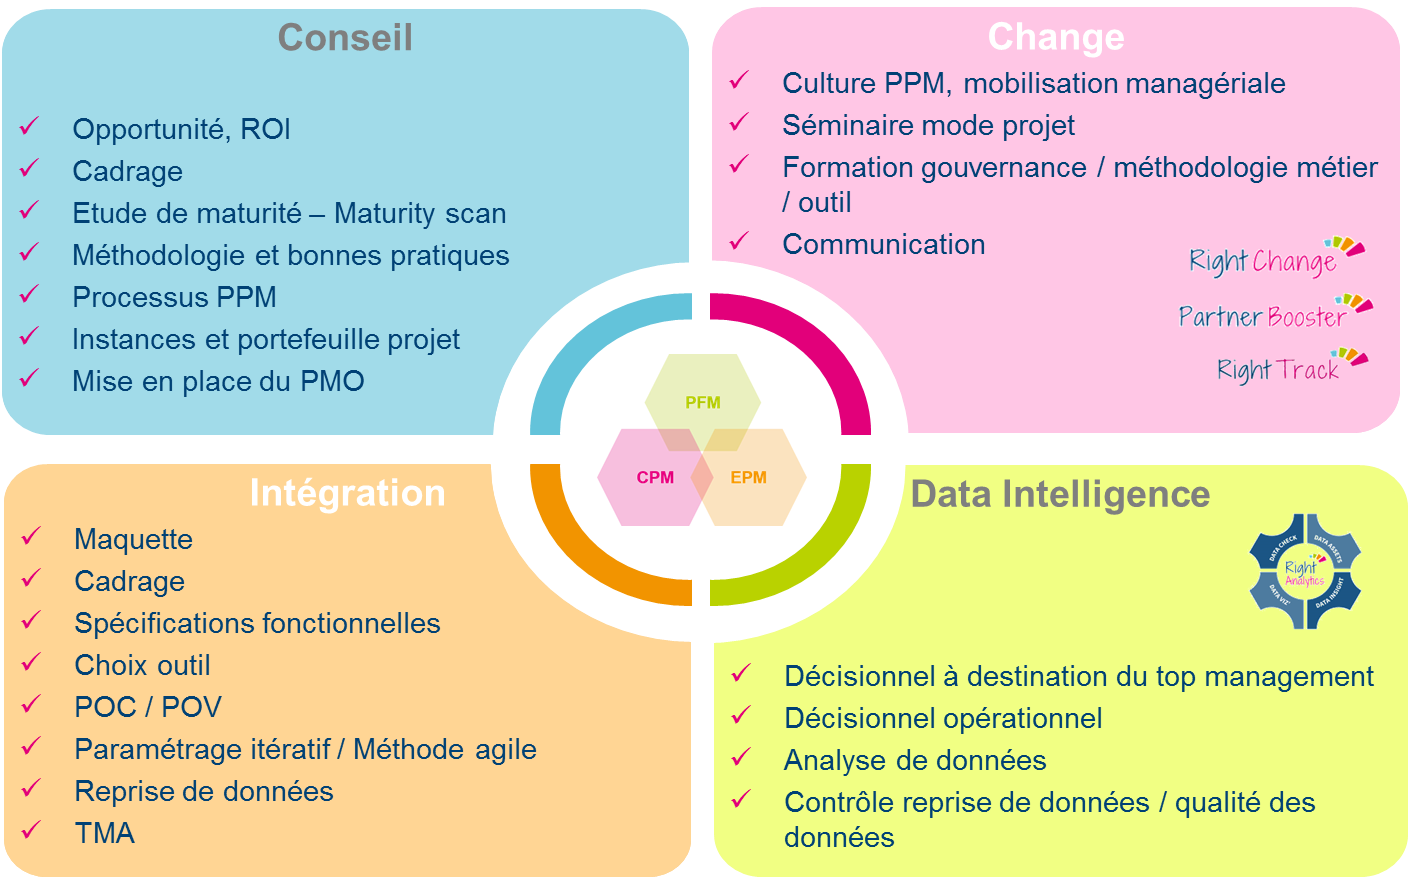 Conseil
Opportunité, ROI
Cadrage
Etude de maturité – Maturity scan
Méthodologie et bonnes pratiques
Processus PPM
Instances et portefeuille projet
Mise en place du PMO
Change
Culture PPM, mobilisation managériale
Séminaire mode projet
Formation gouvernance / méthodologie métier
/ outil
Communication
Right Change
Partner Booster
Right Track
PFM
CPM
EPM
Intégration
Maquette
Cadrage
Spécifications fonctionnelles
Choix outil
POC / POV
Paramétrage itératif / Méthode agile
Reprise de données
TMA
Data Intelligence
DATA CHECK
DATA ASSETS
Right
Analytics
DATA VIZ'
DATA INSIGHT
Décisionnel à destination du top management
Décisionnel opérationnel
Analyse de données
Contrôle reprise de données / qualité des
données